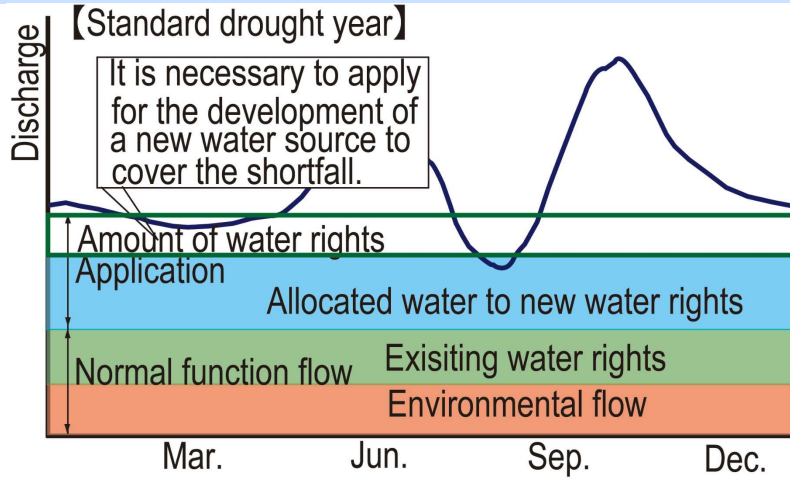 【Standard drought year】
Discharge
It is necessary to apply
for the development of
a new water source to
cover the shortfall.
Amount of water rights
Application
Allocated water to new water rights
Normal function flow
Exisiting water rights
Environmental flow
Mar.
Jun.
Sep.
Dec.